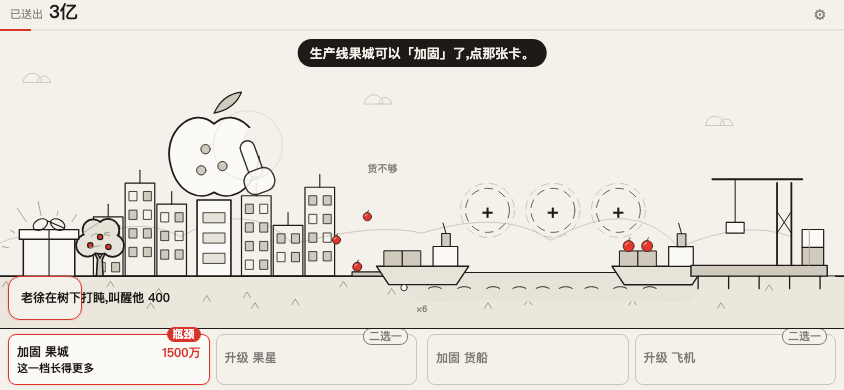 已送出 3亿
生产线果城可以「加固」了,点那张卡。
货不够
老徐在树下打盹,叫醒他 400
×6
瓶颈
加固 果城 1500万
这一档长得更多
二选一
升级 果星
加固 货船
二选一
升级 飞机